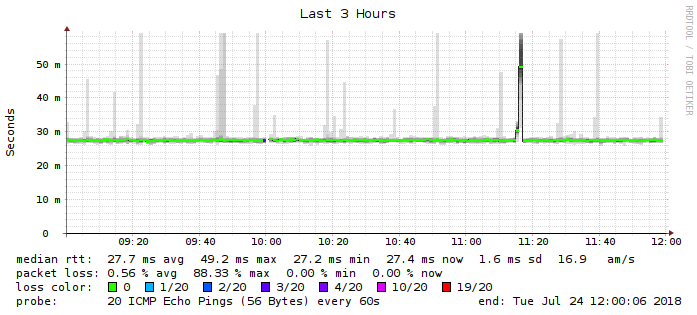 Last 3 Hours
RRDTOOL / TOBI OETIKER
Seconds
50 m
40 m
30 m
20 m
10 m
0
09:20 09:40 10:00 10:20 10:40 11:00 11:20 11:40 12:00
median rtt: 27.7 ms avg 49.2 ms max 27.2 ms min 27.4 ms now 1.6 ms sd 16.9 am/s
packet loss: 0.56 % avg 88.33 % max 0.00 % min 0.00 % now
loss color: 0 1/20 2/20 3/20 4/20 10/20 19/20
probe: 20 ICMP Echo Pings (56 Bytes) every 60s end: Tue Jul 24 12:00:06 2018